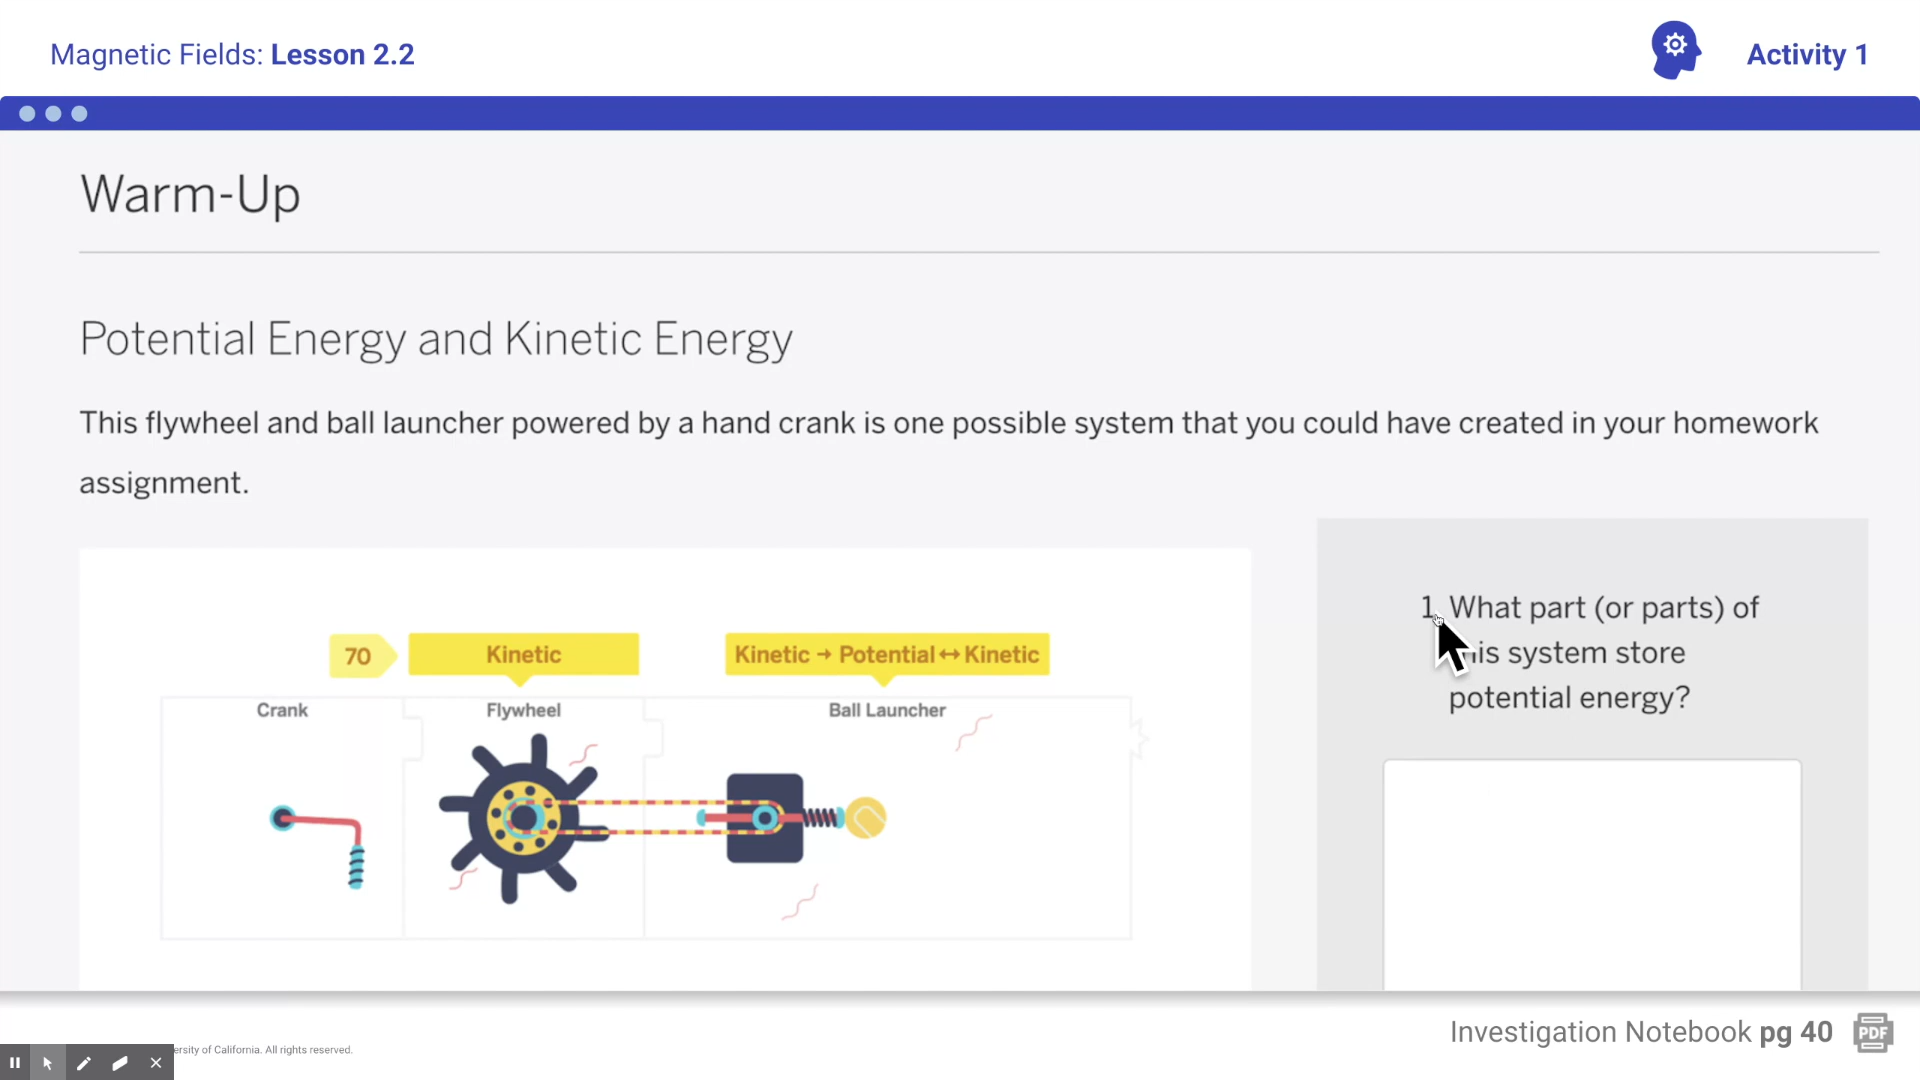 Magnetic Fields: Lesson 2.2
Activity 1
Warm-Up
Potential Energy and Kinetic Energy
This flywheel and ball launcher powered by a hand crank is one possible system that you could have created in your homework
assignment.
70
Kinetic
Kinetic → Potential ↔ Kinetic
Crank
Flywheel
Ball Launcher
1. What part (or parts) of
his system store
potential energy?
Investigation Notebook pg 40
PDF
ersity of California. All rights reserved.